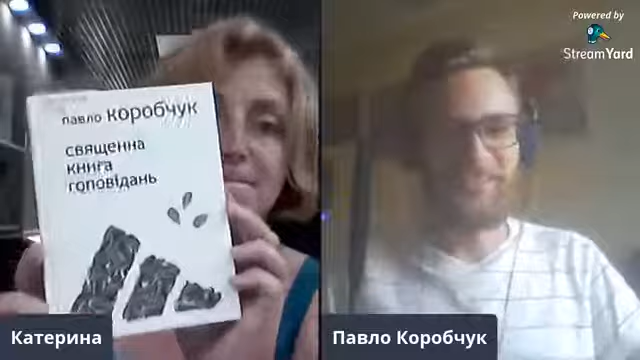 Powered by
StreamYard
павло коробчук
священна
книга
гоповідань
Катерина
Павло Коробчук